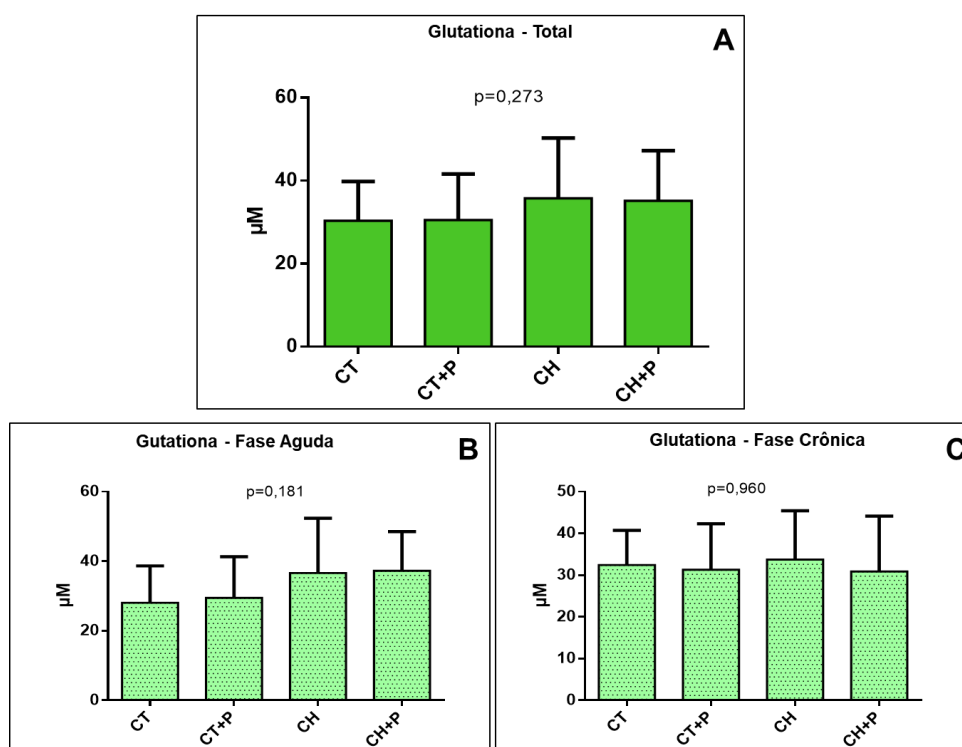 Glutationa - Total
A
p=0,273
60
40
20
0
µM
CT
CT+P
CH
CH+P
Gutationa - Fase Aguda
B
p=0,181
60
40
20
0
µM
CT
CT+P
CH
CH+P
Glutationa - Fase Crônica
C
p=0,960
50
40
30
20
10
0
µM
CT
CT+P
CH
CH+P